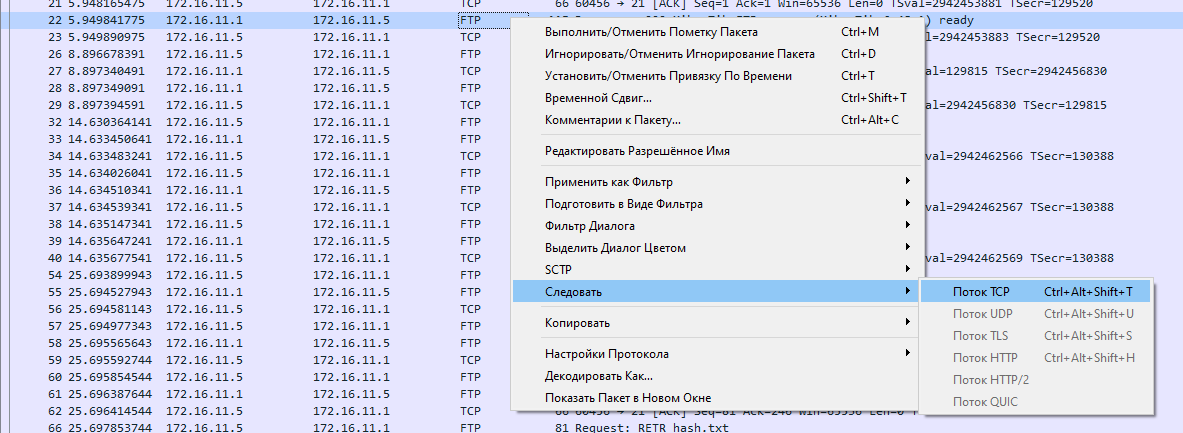 21 5.948165475 172.16.11.5 172.16.11.1 TCP 66 60456 → 21 [ACK] Seq=1 Ack=1 Win=65536 Len=0 TSval=2942453881 TSecr=129520
22 5.949841775 172.16.11.1 172.16.11.5 FTP ready
23 5.949890975 172.16.11.5 172.16.11.1 TCP al=2942453883 TSecr=129520
26 8.896678391 172.16.11.5 172.16.11.1 FTP
27 8.897340491 172.16.11.1 172.16.11.5 TCP al=129815 TSecr=2942456830
28 8.897349091 172.16.11.1 172.16.11.5 FTP
29 8.897394591 172.16.11.5 172.16.11.1 TCP val=2942456830 TSecr=129815
32 14.630364141 172.16.11.5 172.16.11.1 FTP
33 14.633450641 172.16.11.1 172.16.11.5 FTP
34 14.633483241 172.16.11.5 172.16.11.1 TCP val=2942462566 TSecr=130388
35 14.634026041 172.16.11.5 172.16.11.1 FTP
36 14.634510341 172.16.11.1 172.16.11.5 FTP
37 14.634539341 172.16.11.5 172.16.11.1 TCP val=2942462567 TSecr=130388
38 14.635147341 172.16.11.5 172.16.11.1 FTP
39 14.635647241 172.16.11.1 172.16.11.5 FTP
40 14.635677541 172.16.11.5 172.16.11.1 TCP val=2942462569 TSecr=130388
54 25.693899943 172.16.11.5 172.16.11.1 FTP
55 25.694527943 172.16.11.1 172.16.11.5 FTP
56 25.694581143 172.16.11.5 172.16.11.1 TCP
57 25.694977343 172.16.11.5 172.16.11.1 FTP
58 25.695565643 172.16.11.1 172.16.11.5 FTP
59 25.695592744 172.16.11.5 172.16.11.1 TCP
60 25.695854544 172.16.11.5 172.16.11.1 FTP
61 25.696387644 172.16.11.1 172.16.11.5 FTP
62 25.696414544 172.16.11.5 172.16.11.1 TCP 66 60456 → 21 [ACK] Seq=81 Ack=246 Win=65536 Len=0
66 25.697853744 172.16.11.5 172.16.11.1 FTP 81 Request: RETR hash.txt
Выполнить/Отменить Пометку Пакета Ctrl+M
Игнорировать/Отменить Игнорирование Пакета Ctrl+D
Установить/Отменить Привязку По Времени Ctrl+T
Временной Сдвиг... Ctrl+Shift+T
Комментарии к Пакету... Ctrl+Alt+C
Редактировать Разрешённое Имя
Применить как Фильтр
Подготовить в Виде Фильтра
Фильтр Диалога
Выделить Диалог Цветом
SCTP
Следовать
Копировать
Настройки Протокола
Декодировать Как...
Показать Пакет в Новом Окне
Поток TCP Ctrl+Alt+Shift+T
Поток UDP Ctrl+Alt+Shift+U
Поток TLS Ctrl+Alt+Shift+S
Поток HTTP Ctrl+Alt+Shift+H
Поток HTTP/2
Поток QUIC